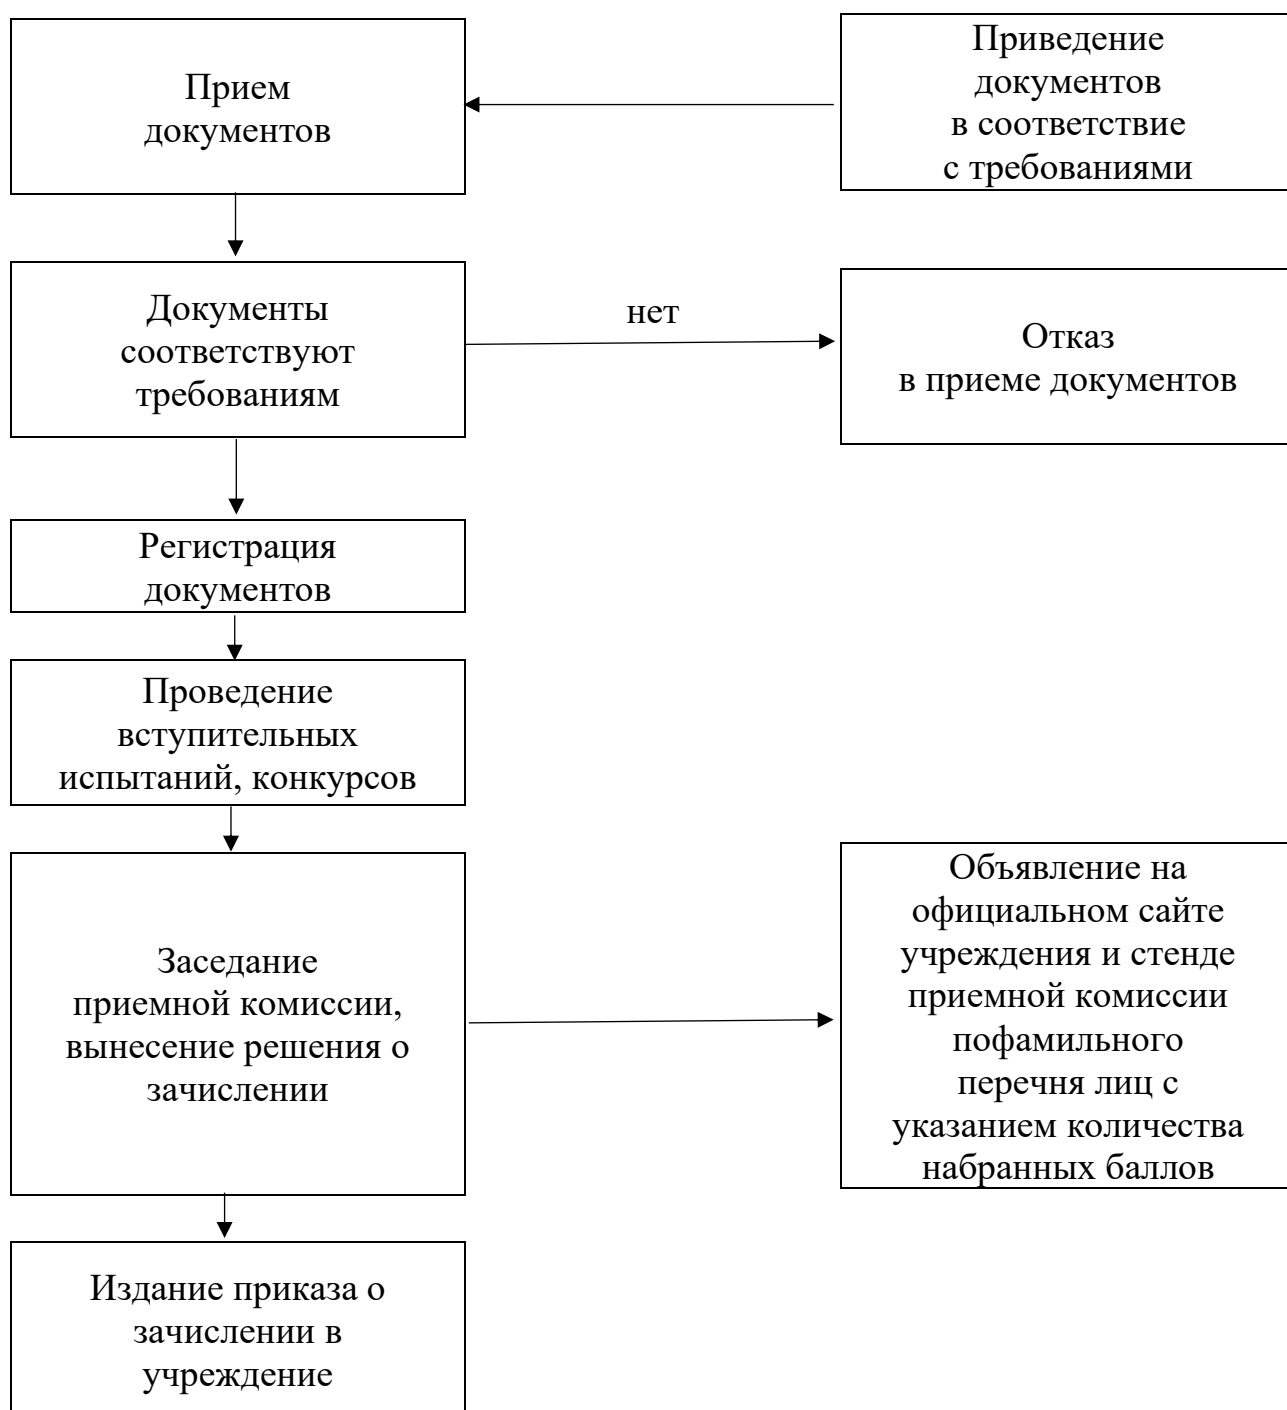 Прием
документов
Приведение
документов
в соответствие
с требованиями
Документы
соответствуют
требованиям
нет
Отказ
в приеме документов
Регистрация
документов
Проведение
вступительных
испытаний, конкурсов
Заседание
приемной комиссии,
вынесение решения о
зачислении
Объявление на
официальном сайте
учреждения и стенде
приемной комиссии
пофамильного
перечня лиц с
указанием количества
набранных баллов
Издание приказа о
зачислении в
учреждение